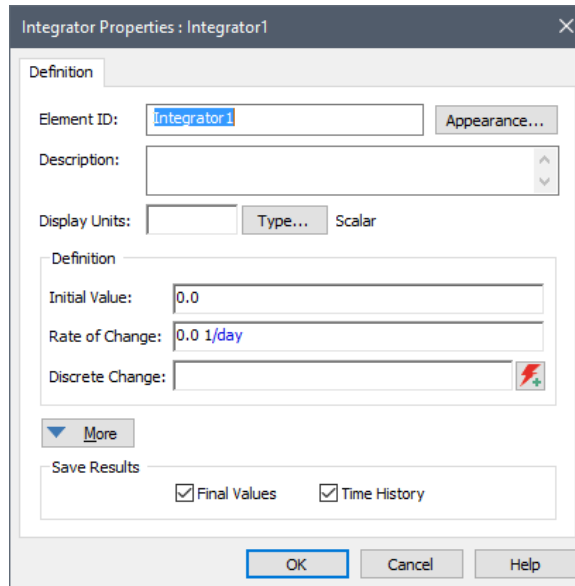 Integrator Properties : Integrator1
Definition
Element ID: Integrator1 Appearance...
Description:
Display Units: Type... Scalar
Definition
Initial Value: 0.0
Rate of Change: 0.0 1/day
Discrete Change:
More
Save Results
Final Values Time History
OK Cancel Help